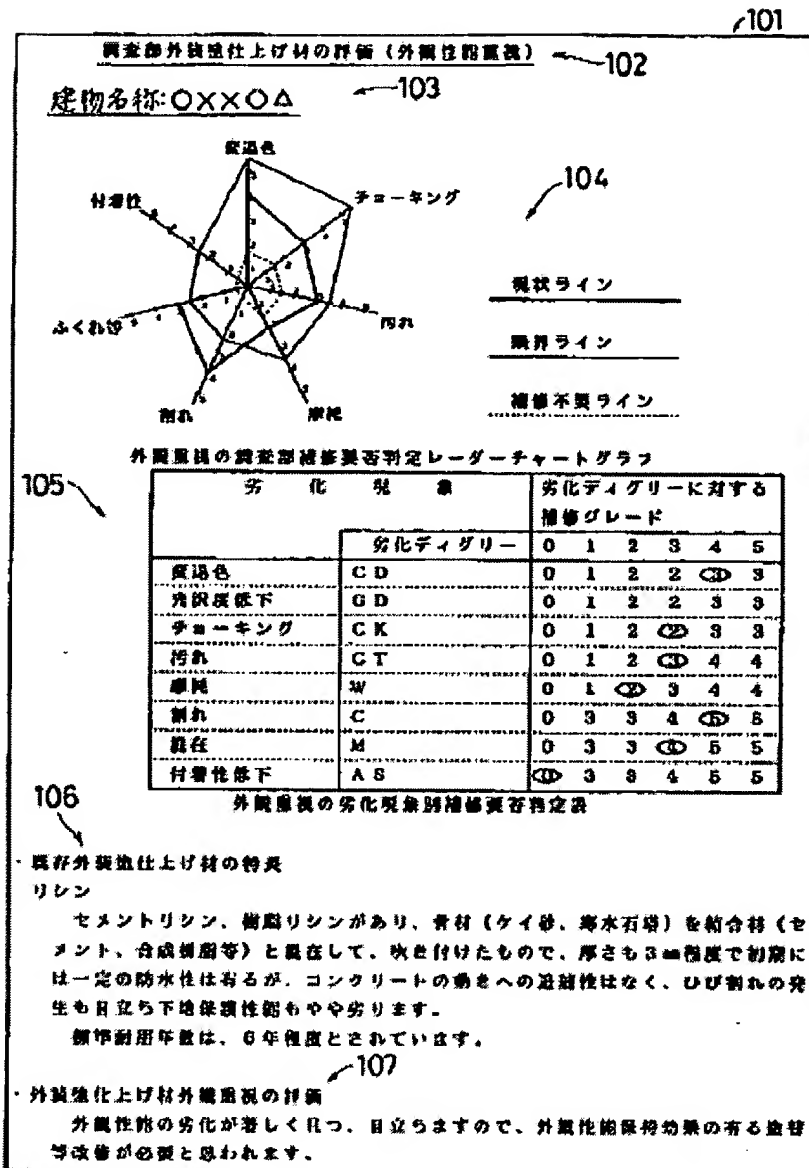 101
調査部外装塗仕上げ材の評価（外観性能重視） 102
建物名称:○××○△ 103
変退色
付着性
チョーキング
104
ふくれ等
汚れ
割れ
摩耗
現状ライン
限界ライン
補修不要ライン
外観重視の調査部補修要否判定レーダーチャートグラフ
105
劣化現象 劣化ディグリーに対する
補修グレード
劣化ディグリー 0 1 2 3 4 5
変退色 CD 0 1 2 2 3 3
光沢度低下 GD 0 1 2 2 3 3
チョーキング CK 0 1 2 2 3 3
汚れ CT 0 1 2 3 4 4
摩耗 W 0 1 2 3 4 4
割れ C 0 3 3 4 5 5
M 0 3 3 4 5 5
付着性低下 AS 3 3 4 5 5
外観重視の劣化現象別補修要否判定表
106
・既存外装塗仕上げ材の特長
リシン
セメントリシン、樹脂リシンがあり、骨材（ケイ砂、寒水石等）を結合材（セ
メント、合成樹脂等）と混在して、吹き付けたもので、厚さも3㎜程度で初期に
は一定の防水性は有るが、コンクリートの動きへの追随性はなく、ひび割れの発
生も目立ち下地保護性能もやや劣ります。
標準耐用年数は、6年程度とされています。
107
・外装塗仕上げ材外観重視の評価
外観性能の劣化が著しく且つ、目立ちますので、外観性能保持効果の有る塗替
等改修が必要と思われます。